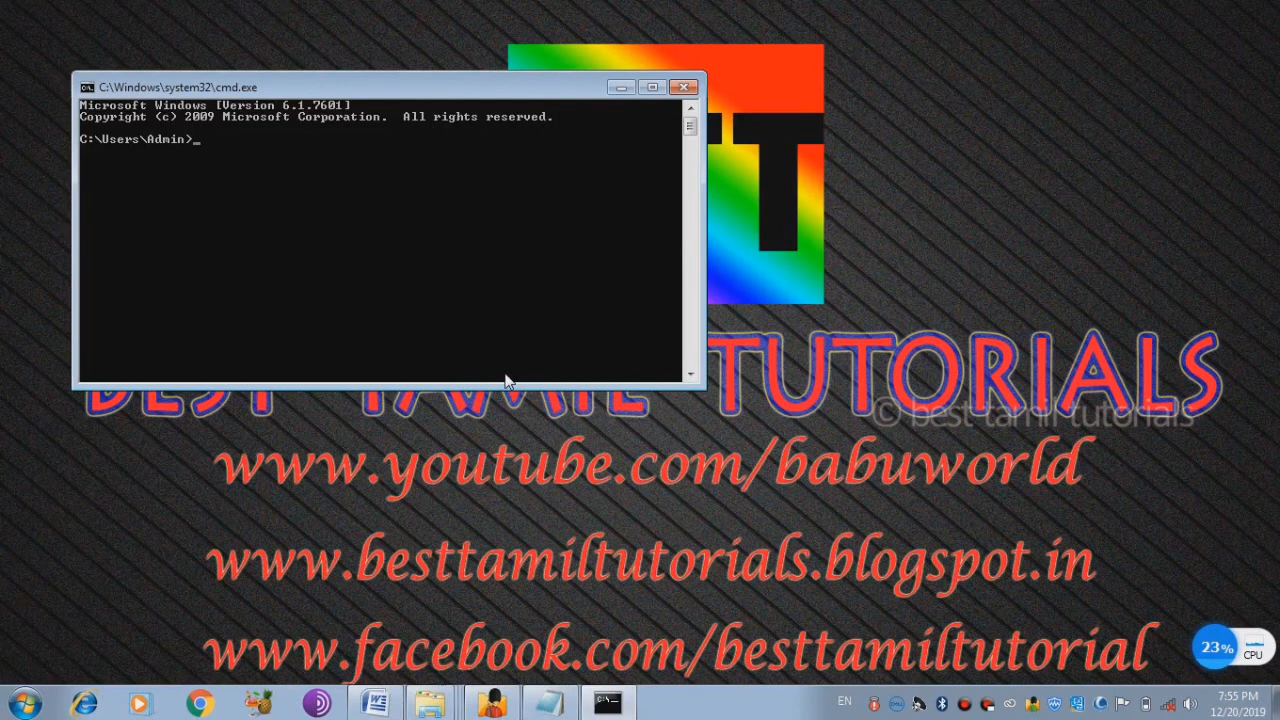 C:\Windows\system32\cmd.exe
Microsoft Windows [Version 6.1.7601]
Copyright (c) 2009 Microsoft Corporation.  All rights reserved.
C:\Users\Admin>_
T
BEST TAMIL TUTORIALS
© best tamil tutorials
www.youtube.com/babuworld
www.besttamiltutorials.blogspot.in
www.facebook.com/besttamiltutorial
23%
CPU
EN
7:55 PM
12/20/2019